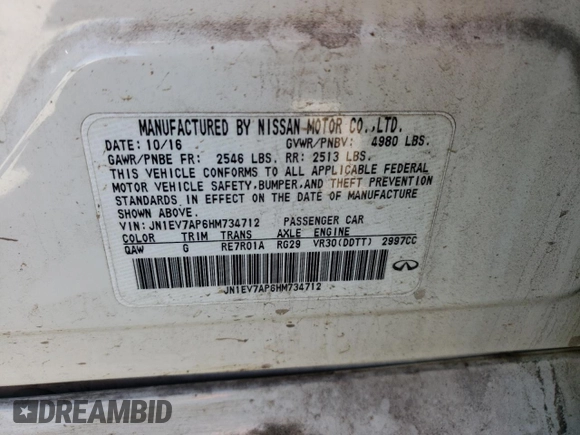 MANUFACTURED BY NISSAN MOTOR CO.,LTD.
DATE: 10/16 GVWR/PNBV: 4980 LBS.
GAWR/PNBE FR: 2546 LBS. RR: 2513 LBS.
THIS VEHICLE CONFORMS TO ALL APPLICABLE FEDERAL
MOTOR VEHICLE SAFETY,BUMPER,AND THEFT PREVENTION
STANDARDS IN EFFECT ON THE DATE OF MANUFACTURE
SHOWN ABOVE.
VIN: JN1EV7AP6HM734712 PASSENGER CAR
COLOR TRIM TRANS AXLE ENGINE
QAW G RE7R01A RG29 VR30(DDTT) 2997CC
JN1EV7AP6HM734712
DREAMBID